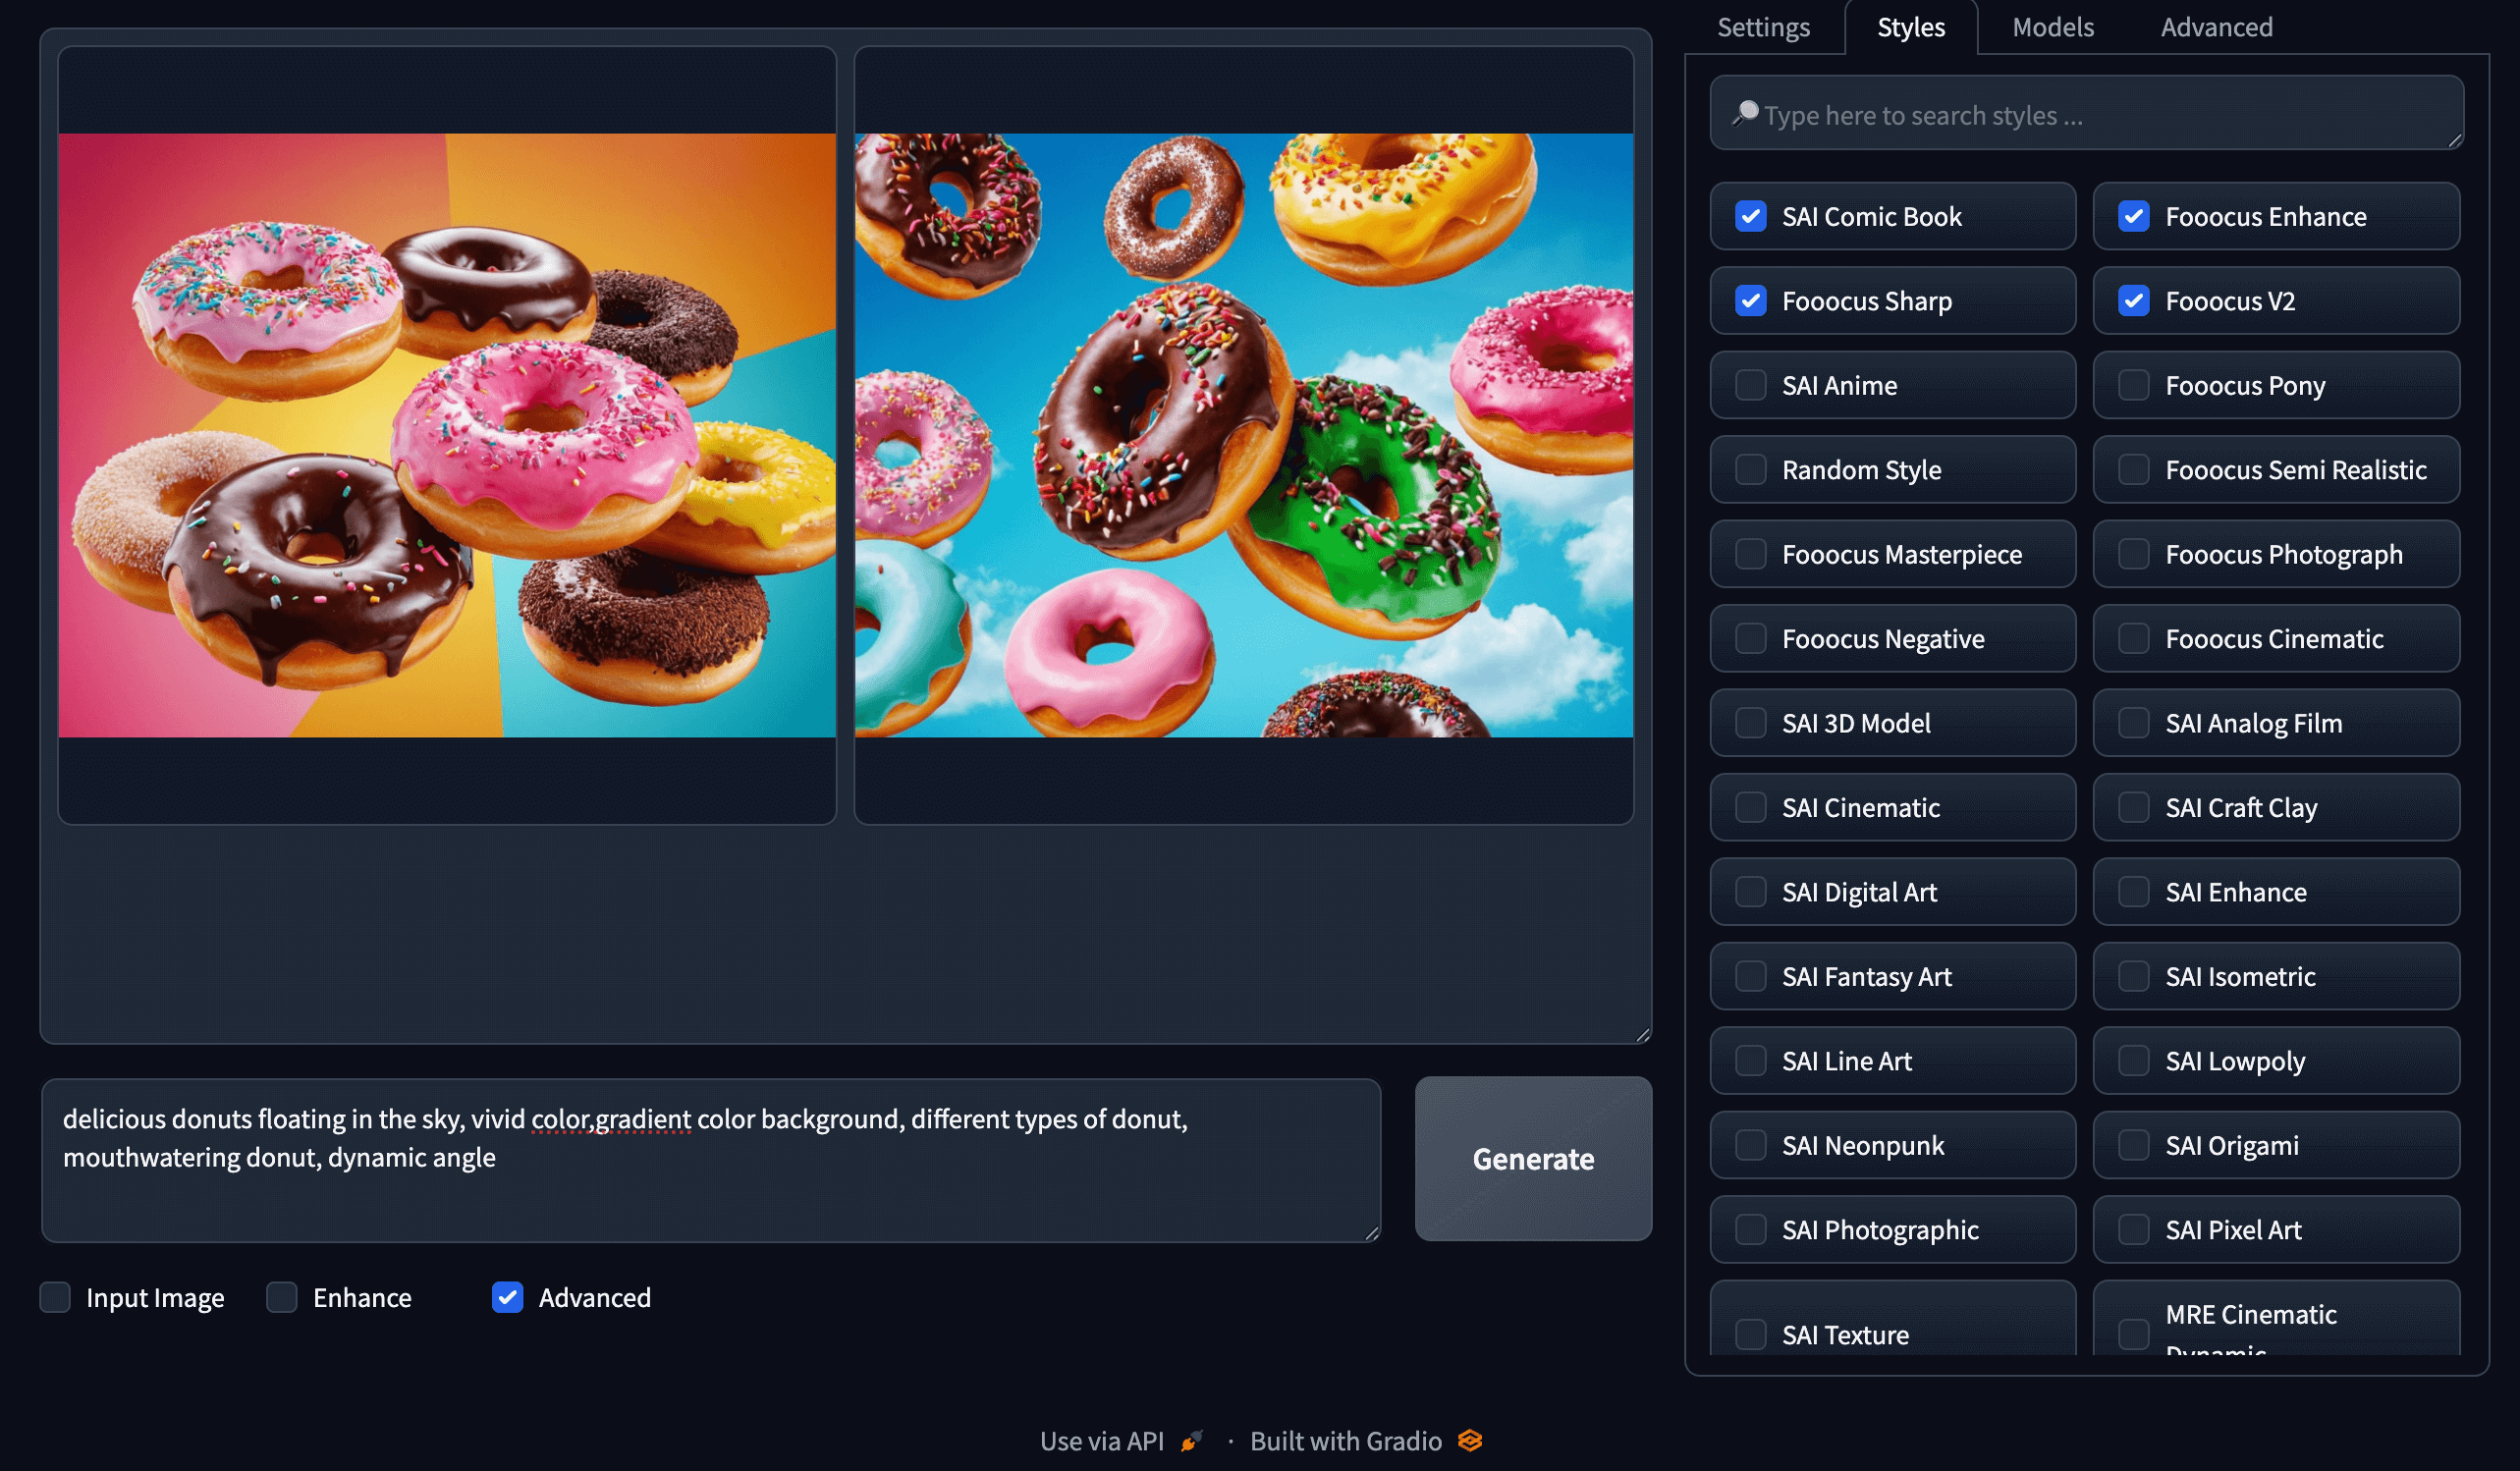 Settings
Styles
Models
Advanced
Type here to search styles ...
SAI Comic Book
Fooocus Enhance
Fooocus Sharp
Fooocus V2
SAI Anime
Fooocus Pony
Random Style
Fooocus Semi Realistic
Fooocus Masterpiece
Fooocus Photograph
Fooocus Negative
Fooocus Cinematic
SAI 3D Model
SAI Analog Film
SAI Cinematic
SAI Craft Clay
SAI Digital Art
SAI Enhance
SAI Fantasy Art
SAI Isometric
SAI Line Art
SAI Lowpoly
SAI Neonpunk
SAI Origami
SAI Photographic
SAI Pixel Art
SAI Texture
MRE Cinematic
Dynamic
delicious donuts floating in the sky, vivid color,gradient color background, different types of donut,
mouthwatering donut, dynamic angle
Generate
Input Image
Enhance
Advanced
Use via API · Built with Gradio